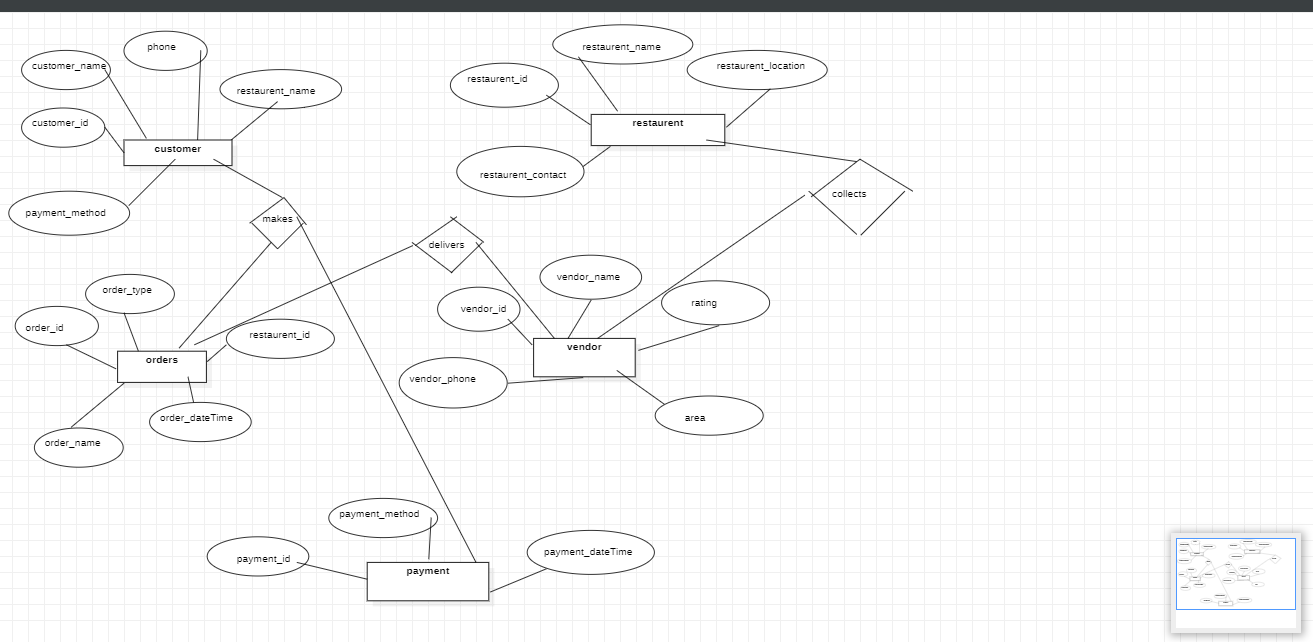 phone
customer_name
restaurent_name
customer_id
customer
payment_method
restaurent_name
restaurent_location
restaurent_id
restaurent
restaurent_contact
collects
makes
delivers
vendor_name
vendor_id
rating
vendor
vendor_phone
area
order_type
order_id
restaurent_id
orders
order_dateTime
order_name
payment_method
payment_id
payment_dateTime
payment